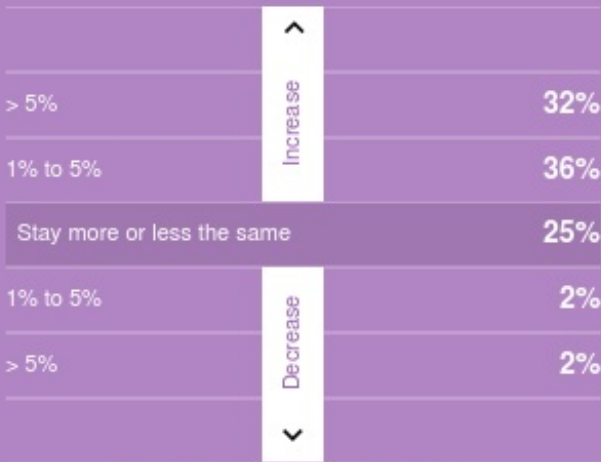 > 5% 32%
Increase
1% to 5% 36%
Stay more or less the same 25%
1% to 5% 2%
Decrease
> 5% 2%